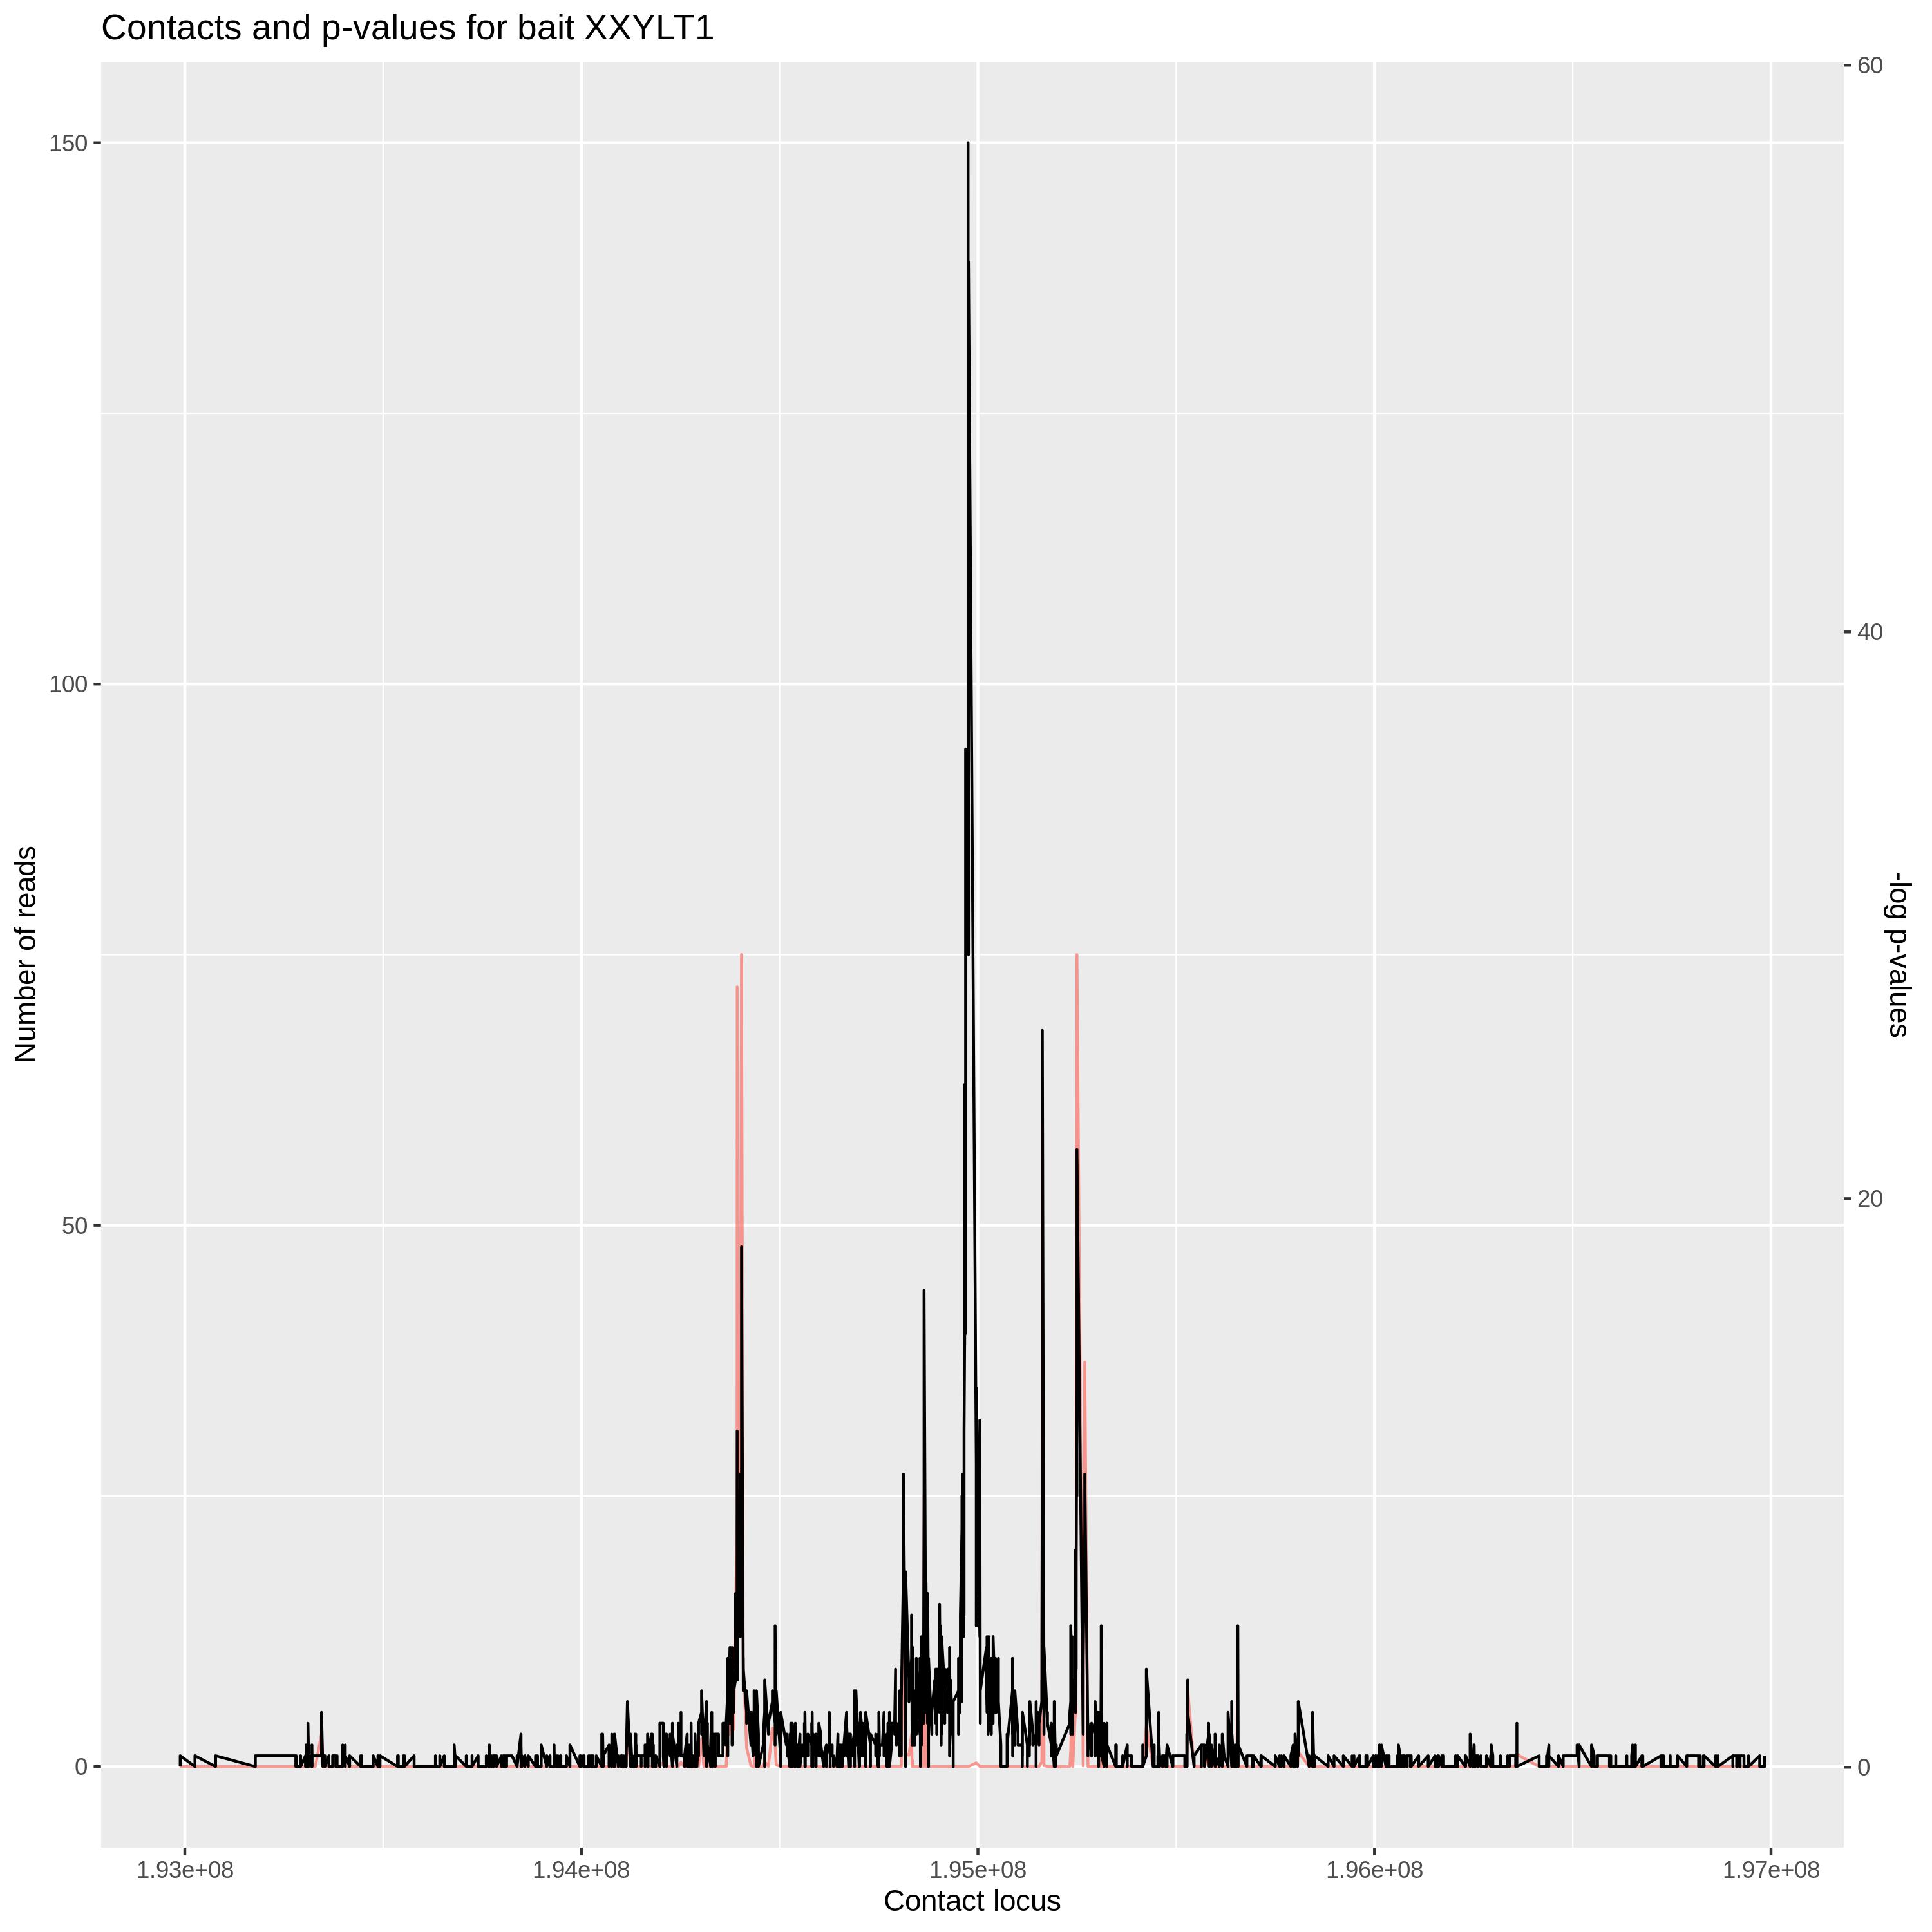 Contacts and p-values for bait XXYLT1
60
150
40
100
Number of reads
-log p-values
20
50
0
0
1.93e+08
1.94e+08
1.95e+08
1.96e+08
1.97e+08
Contact locus